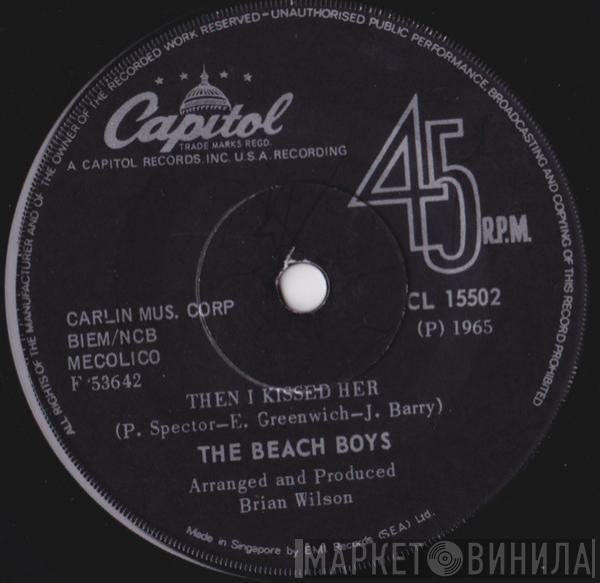 ALL RIGHTS OF THE MANUFACTURER AND OF THE OWNER OF THE RECORDED WORK RESERVED-UNAUTHORISED PUBLIC PERFORMANCE, BROADCASTING AND COPYING OF THIS RECORD PROHIBITED
Capitol
TRADE MARKS REGD.
A CAPITOL RECORDS, INC. U.S.A. RECORDING
45 R.P.M.
CARLIN MUS. CORP
BIEM/NCB
MECOLICO
F 53642
CL 15502
(P) 1965
THEN I KISSED HER
(P. Spector—E. Greenwich—J. Barry)
THE BEACH BOYS
Arranged and Produced
Brian Wilson
Made in Singapore by EMI Records (S.E.A) Ltd.
МАРКЕТ ВИНИЛА